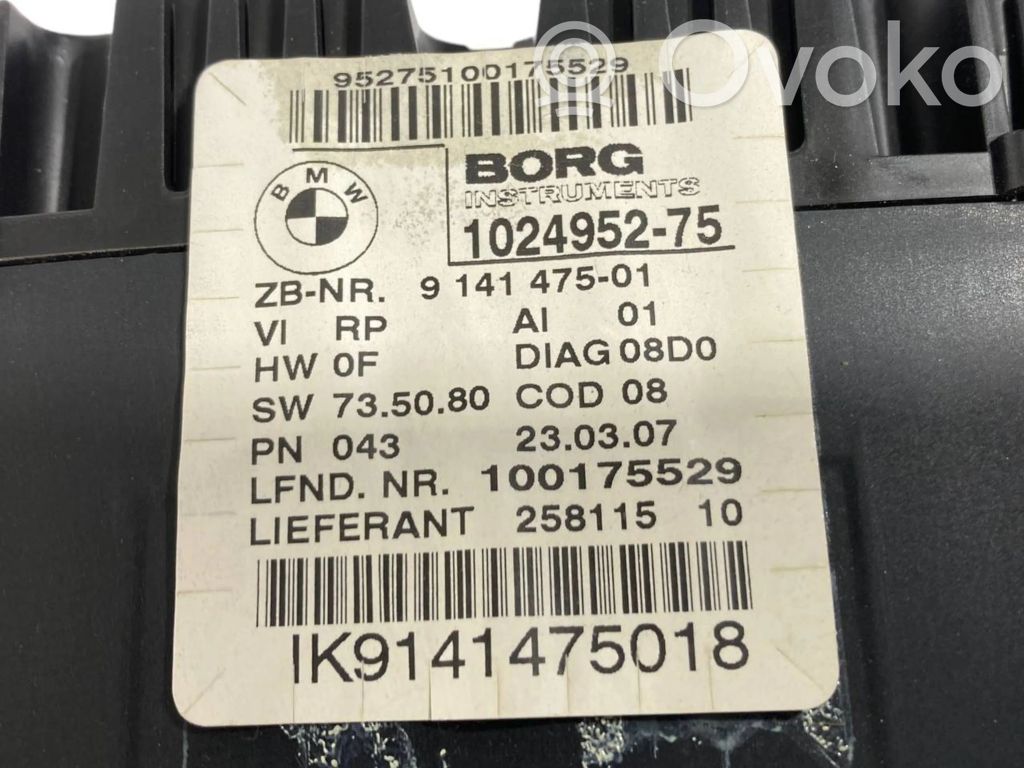 Ovoko
95275100175529
BMW
BORG
INSTRUMENTS
1024952-75
ZB-NR. 9 141 475-01
VI RP AI 01
HW 0F DIAG 08D0
SW 73.50.80 COD 08
PN 043 23.03.07
LFND. NR. 100175529
LIEFERANT 258115 10
IK9141475018